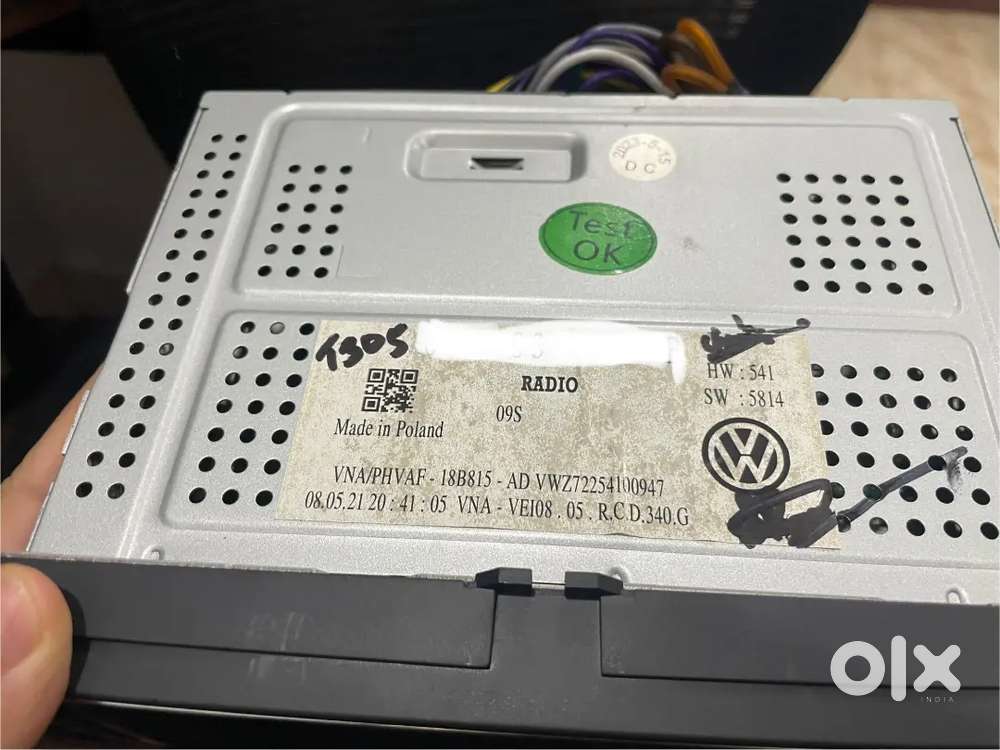 2023-5-15
DC
Test
OK
1305
RADIO
HW : 541
09S
SW : 5814
Made in Poland
VNA/PHVAF - 18B815 - AD VWZ72254100947
08.05.21 20 : 41 : 05 VNA - VEI08 . 05 . R.C D.340.G
olx
INDIA